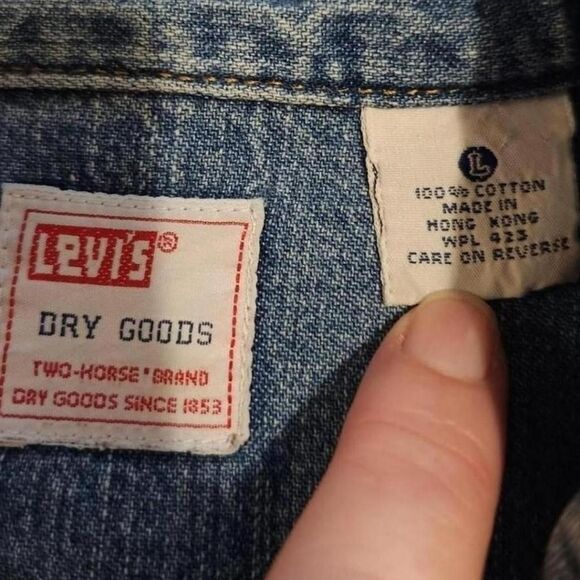 LEVI'S®
DRY GOODS
TWO-HORSE® BRAND
DRY GOODS SINCE 1853
L
100% COTTON
MADE IN
HONG KONG
WPL 423
CARE ON REVERSE